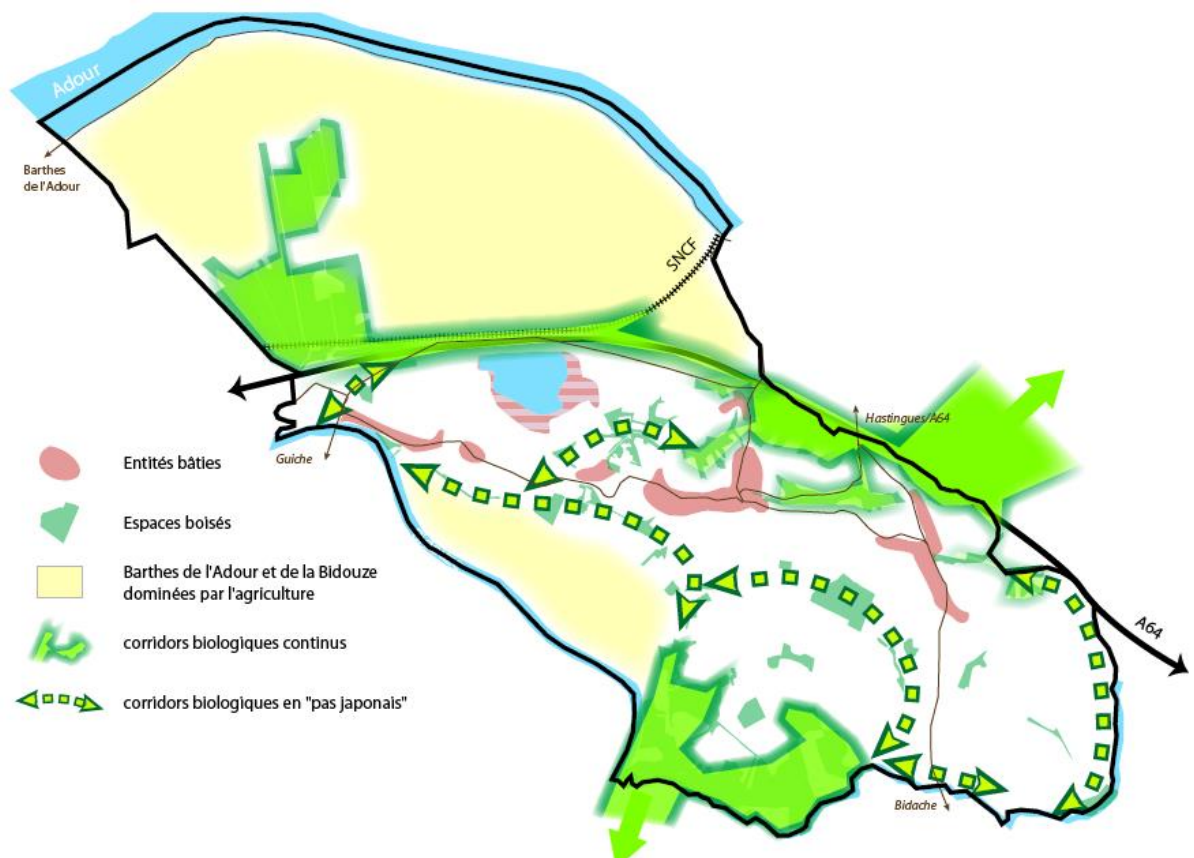 Adour
Barthes
de l'Adour
SNCF
Hastingues/A64
Guiche
Entités bâties
Espaces boisés
Barthes de l'Adour et de la Bidouze
dominées par l'agriculture
corridors biologiques continus
corridors biologiques en "pas japonais"
A64
Bidache